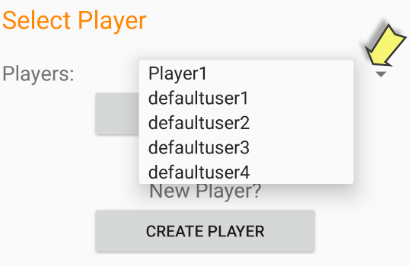 Select Player
Players:
Player1
defaultuser1
defaultuser2
defaultuser3
defaultuser4
New Player?
CREATE PLAYER